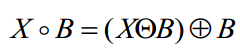 X ∘ B = (XΘB) ⊕ B